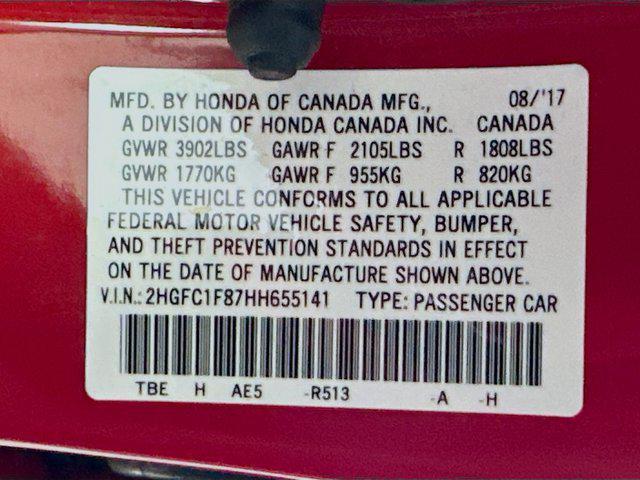 MFD. BY HONDA OF CANADA MFG., 08/'17
A DIVISION OF HONDA CANADA INC. CANADA
GVWR 3902LBS GAWR F 2105LBS R 1808LBS
GVWR 1770KG GAWR F 955KG R 820KG
THIS VEHICLE CONFORMS TO ALL APPLICABLE
FEDERAL MOTOR VEHICLE SAFETY, BUMPER,
AND THEFT PREVENTION STANDARDS IN EFFECT
ON THE DATE OF MANUFACTURE SHOWN ABOVE.
V.I.N.: 2HGFC1F87HH655141 TYPE: PASSENGER CAR
TBE H AE5 -R513 -A -H